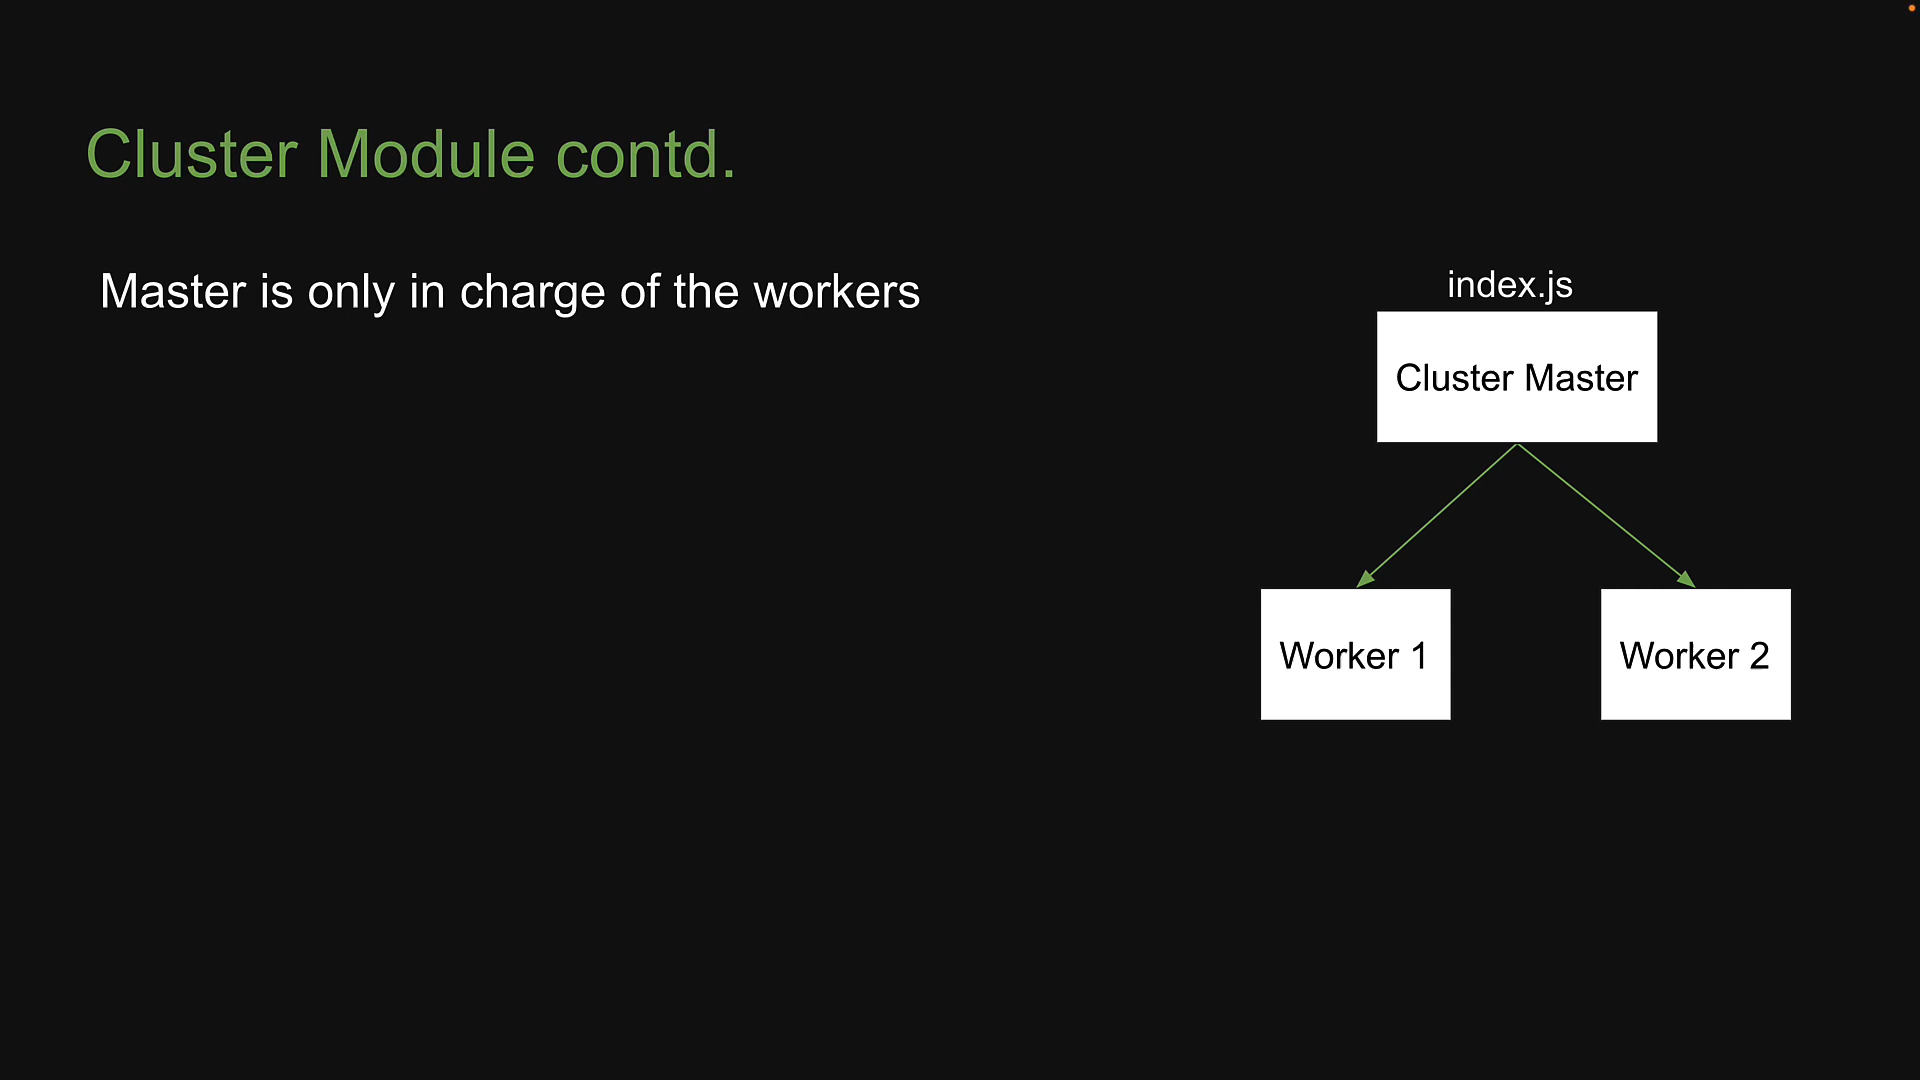 Cluster Module contd.
Master is only in charge of the workers
index.js
Cluster Master
Worker 1
Worker 2